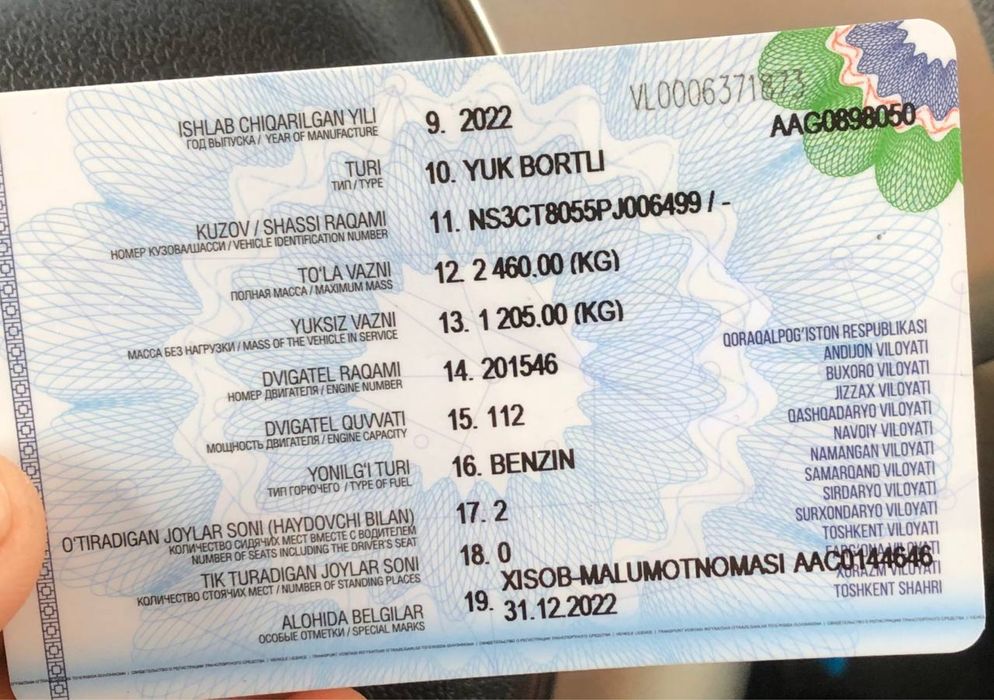 VL0006371873
AAG0898050
ISHLAB CHIQARILGAN YILI
ГОД ВЫПУСКА / YEAR OF MANUFACTURE
9. 2022
TURI
ТИП / TYPE
10. YUK BORTLI
KUZOV / SHASSI RAQAMI
НОМЕР КУЗОВА/ШАССИ / VEHICLE IDENTIFICATION NUMBER
11. NS3CT8055PJ006499 / -
TO'LA VAZNI
ПОЛНАЯ МАССА / MAXIMUM MASS
12. 2 460.00 (KG)
YUKSIZ VAZNI
МАССА БЕЗ НАГРУЗКИ / MASS OF THE VEHICLE IN SERVICE
13. 1 205.00 (KG)
DVIGATEL RAQAMI
НОМЕР ДВИГАТЕЛЯ / ENGINE NUMBER
14. 201546
DVIGATEL QUVVATI
МОЩНОСТЬ ДВИГАТЕЛЯ / ENGINE CAPACITY
15. 112
YONILG'I TURI
ТИП ГОРЮЧЕГО / TYPE OF FUEL
16. BENZIN
O'TIRADIGAN JOYLAR SONI (HAYDOVCHI BILAN)
КОЛИЧЕСТВО СИДЯЧИХ МЕСТ ВМЕСТЕ С ВОДИТЕЛЕМ
NUMBER OF SEATS INCLUDING THE DRIVER'S SEAT
17. 2
TIK TURADIGAN JOYLAR SONI
КОЛИЧЕСТВО СТОЯЧИХ МЕСТ / NUMBER OF STANDING PLACES
18. 0
ALOHIDA BELGILAR
ОСОБЫЕ ОТМЕТКИ / SPECIAL MARKS
19. XISOB-MALUMOTNOMASI AAC0144646
31.12.2022
QORAQALPOG'ISTON RESPUBLIKASI
ANDIJON VILOYATI
BUXORO VILOYATI
JIZZAX VILOYATI
QASHQADARYO VILOYATI
NAVOIY VILOYATI
NAMANGAN VILOYATI
SAMARQAND VILOYATI
SIRDARYO VILOYATI
SURXONDARYO VILOYATI
TOSHKENT VILOYATI
FARG'ONA VILOYATI
XORAZM VILOYATI
TOSHKENT SHAHRI